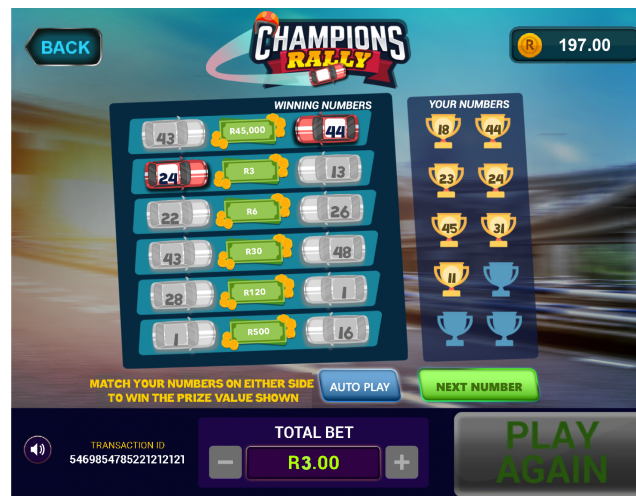 BACK
CHAMPIONS
RALLY
R
197.00
WINNING NUMBERS
YOUR NUMBERS
43 R45,000 44
18 44
24 R3 13
23 24
22 R6 26
45 31
43 R30 48
11
28 R120 1
1 R500 16
MATCH YOUR NUMBERS ON EITHER SIDE
TO WIN THE PRIZE VALUE SHOWN
AUTO PLAY
NEXT NUMBER
TRANSACTION ID
5469854785221212121
TOTAL BET
− R3.00 +
PLAY
AGAIN